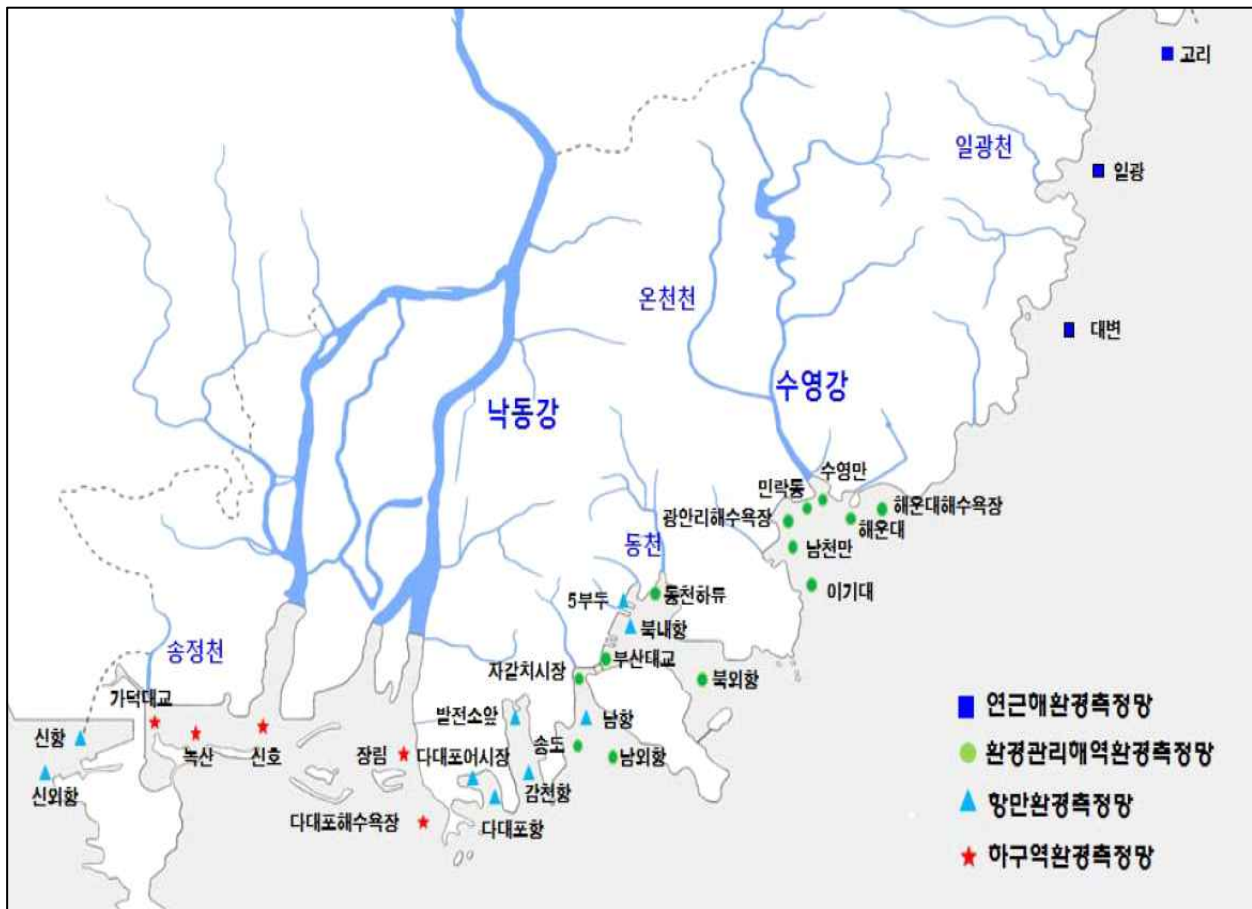 고리
일광천
일광
온천천
대변
수영강
낙동강
수영만
민락동
해운대해수욕장
광안리해수욕장
해운대
남천만
동천
이기대
5부두
동천하류
북내항
송정천
부산대교
자갈치시장
북외항
가덕대교
발전소앞
남항
신항
녹산
신호
장림
다대포어시장
송도
남외항
신외항
감천항
다대포해수욕장
다대포항
연근해환경측정망
환경관리해역환경측정망
항만환경측정망
하구역환경측정망